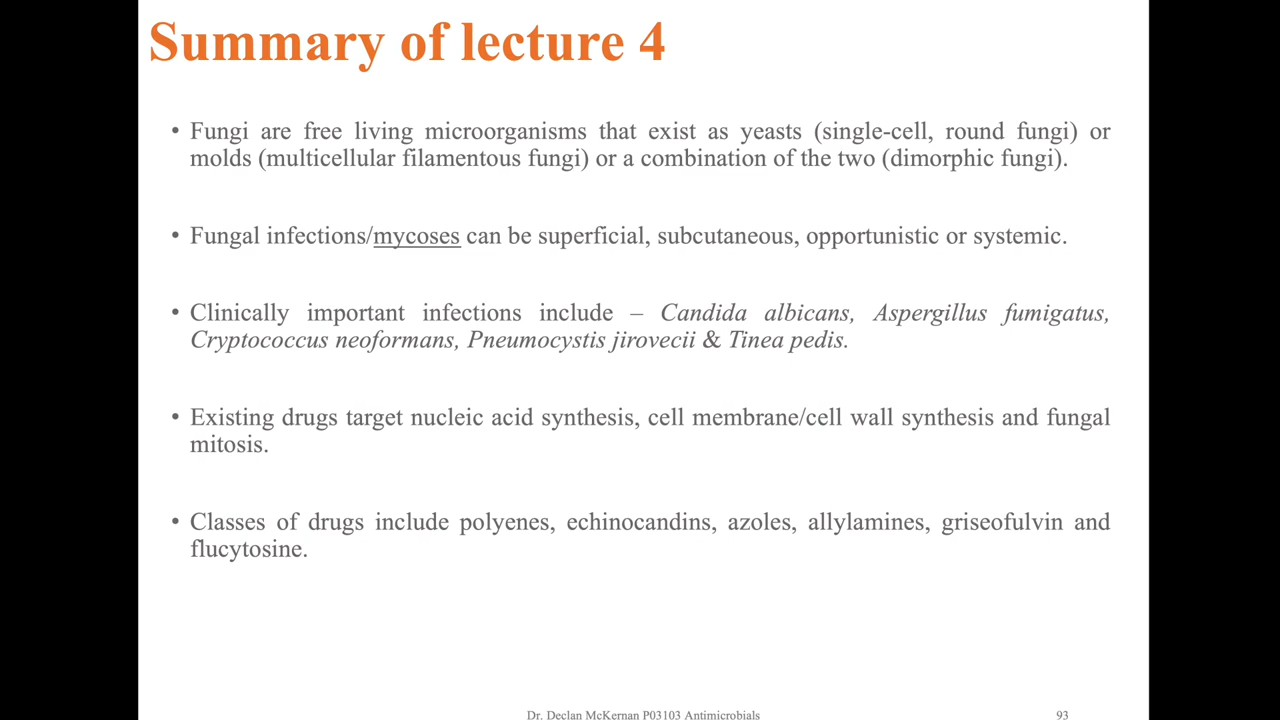 Summary of lecture 4
• Fungi are free living microorganisms that exist as yeasts (single-cell, round fungi) or
molds (multicellular filamentous fungi) or a combination of the two (dimorphic fungi).
• Fungal infections/mycoses can be superficial, subcutaneous, opportunistic or systemic.
• Clinically important infections include – Candida albicans, Aspergillus fumigatus,
Cryptococcus neoformans, Pneumocystis jirovecii & Tinea pedis.
• Existing drugs target nucleic acid synthesis, cell membrane/cell wall synthesis and fungal
mitosis.
• Classes of drugs include polyenes, echinocandins, azoles, allylamines, griseofulvin and
flucytosine.
Dr. Declan McKernan P03103 Antimicrobials
93